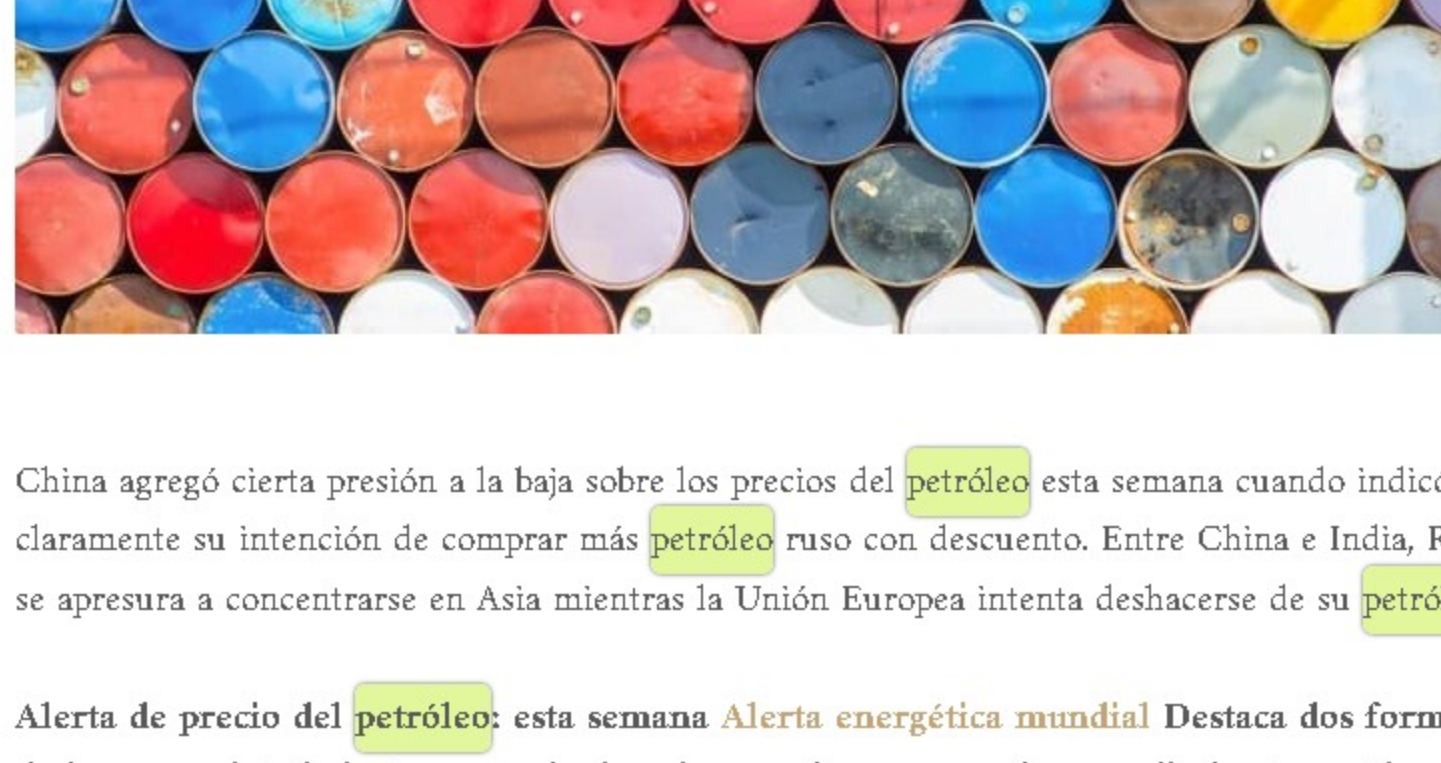 China agregó cierta presión a la baja sobre los precios del petróleo esta semana cuando
claramente su intención de comprar más petróleo ruso con descuento. Entre China e India,
se apresura a concentrarse en Asia mientras la Unión Europea intenta deshacerse de su
Alerta de precio del petróleo: esta semana Alerta energética mundial Destaca dos